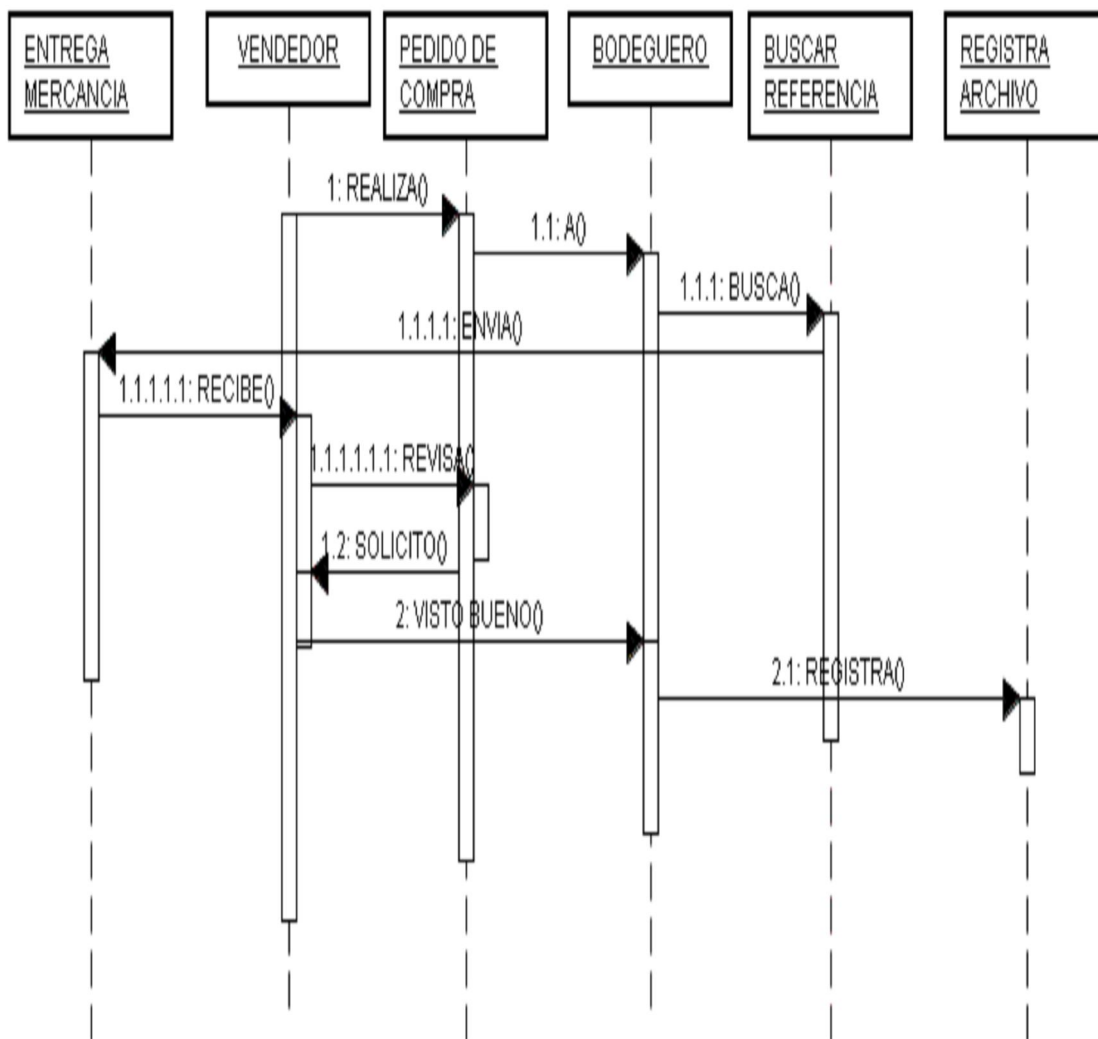 ENTREGA
MERCANCIA
VENDEDOR
PEDIDO DE
COMPRA
BODEGUERO
BUSCAR
REFERENCIA
REGISTRA
ARCHIVO
1: REALIZA()
1.1: A()
1.1.1: BUSCA()
1.1.1.1: ENVIA()
1.1.1.1.1: RECIBE()
1.1.1.1.1.1: REVISA()
1.2: SOLICITO()
2: VISTO BUENO()
2.1: REGISTRA()